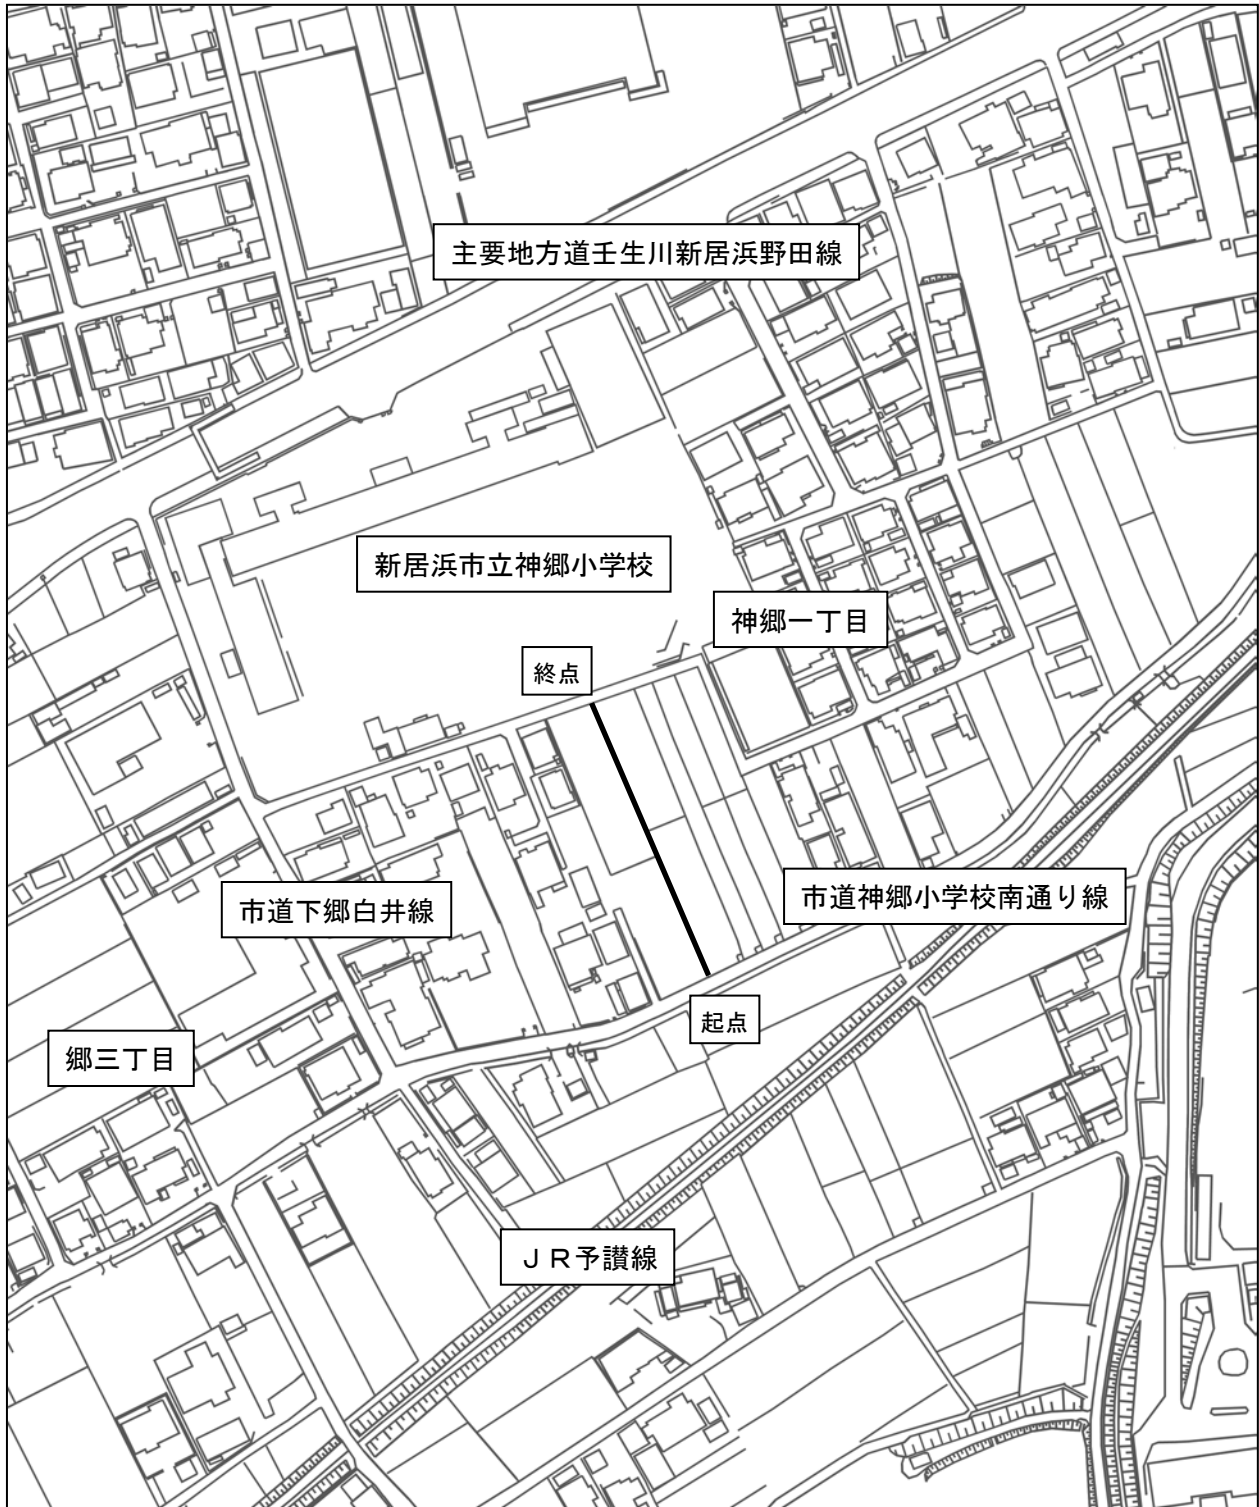 主要地方道壬生川新居浜野田線
新居浜市立神郷小学校
神郷一丁目
終点
市道下郷白井線
市道神郷小学校南通り線
起点
郷三丁目
ＪＲ予讃線